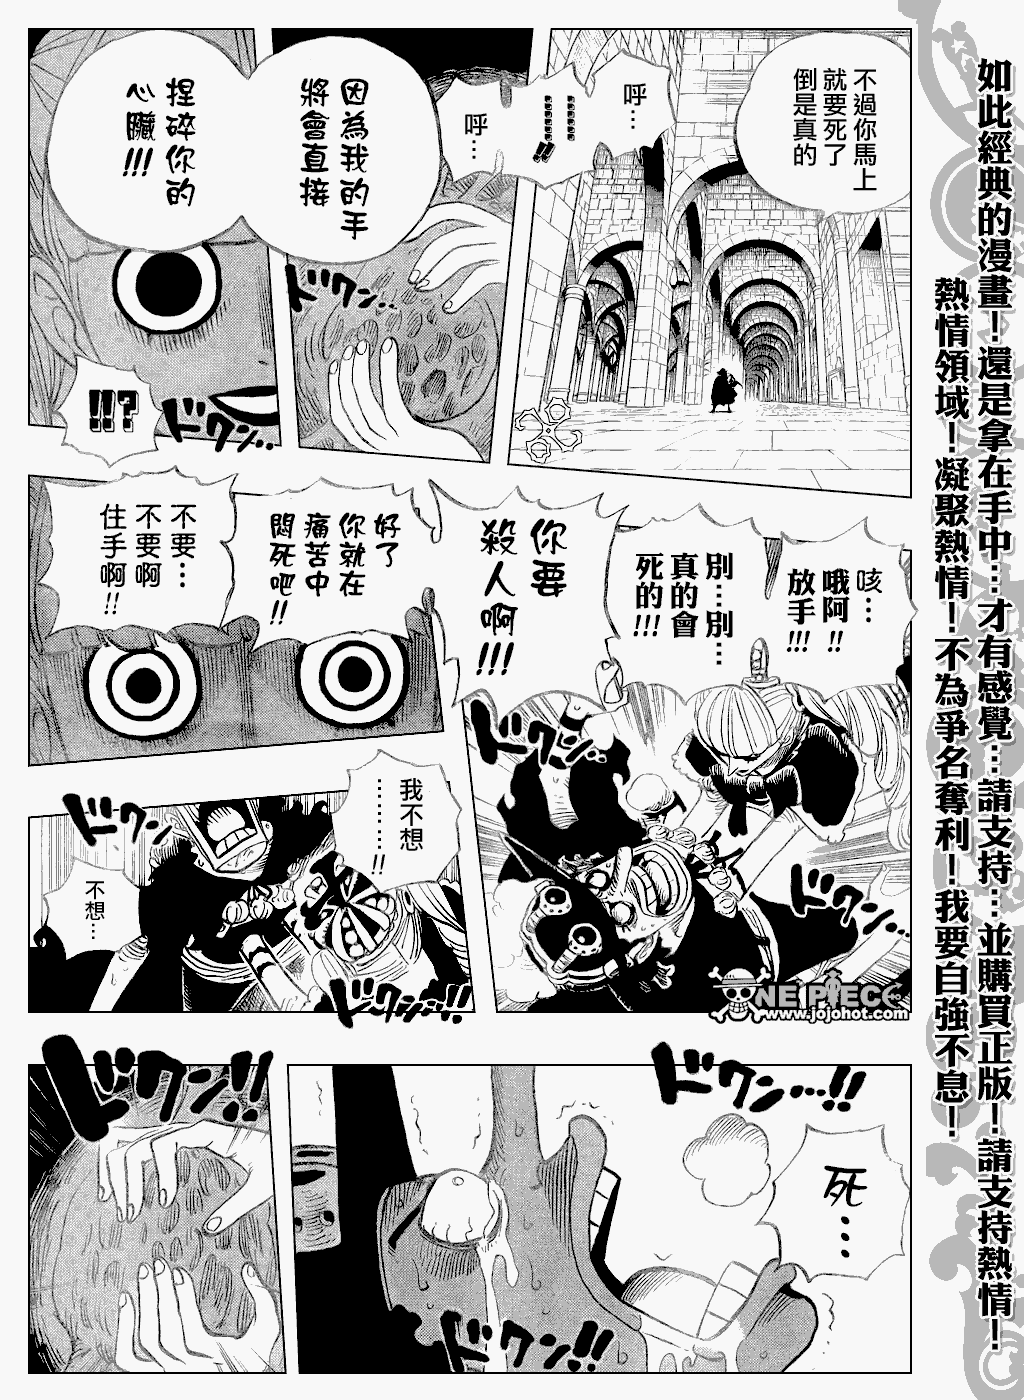 不過你馬上
就要死了
倒是真的
呼…
…………!!
呼…
因為我的手
將會直接
捏碎你的
心臟!!!
ドクン
ドクン
!!?
咳…
哦阿!!
放手!!!
別…別…
真的會
死的!!!
你要
殺人啊!!!
好了
你就在
痛苦中
悶死吧!!
不要…
不要啊
住手啊!!
ドクン
ドクン
我不想
………!!
不想…
ドクン
ドクン…!!
ONE PIECE
www.jojohot.com
ドクン…!!
死…
ドクン…!!
ドクン…!!
ドクン…!!
如此經典的漫畫！還是拿在手中…才有感覺…請支持…並購買正版！請支持熱情！
熱情領域！凝聚熱情！不為爭名奪利！我要自強不息！